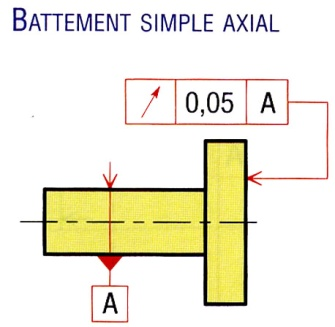 BATTEMENT SIMPLE AXIAL
0,05 A
A